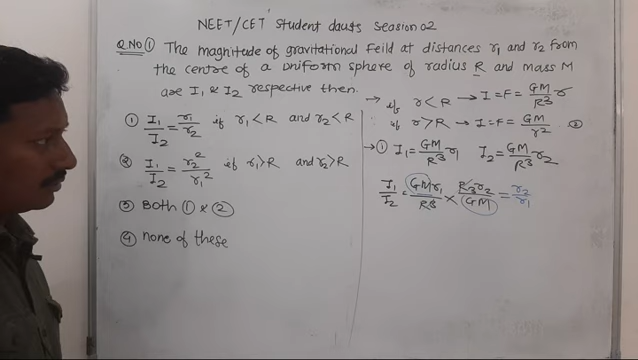 NEET/CET Student dauts Seasion 02
Q.NO ① The magnitude of gravitational Feild at distances r₁ and r₂ From
the centre of a uniform sphere of radius R and mass M
are I₁ & I₂ respective then.
① I₁/I₂ = r₁/r₂ if r₁<R and r₂<R
② I₁/I₂ = r₂²/r₁² if r₁>R and r₂>R
③ Both ① & ②
④ none of these
→ if r<R → I=F= GM/R³ r
if r>R → I=F= GM/r² ②
→① I₁ = GM/R³ r₁ I₂ = GM/R³ r₂
I₁/I₂ = GMr₁/R³ × R³r₂/GM = r₂/r₁